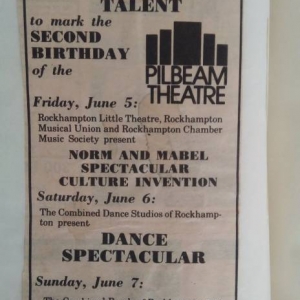 TALENT
to mark the
SECOND
BIRTHDAY
of the
PILBEAM
THEATRE
Friday, June 5:
Rockhampton Little Theatre, Rockhampton
Musical Union and Rockhampton Chamber
Music Society present
NORM AND MABEL
SPECTACULAR
CULTURE INVENTION
Saturday, June 6:
The Combined Dance Studios of Rockhamp-
ton present
DANCE
SPECTACULAR
Sunday, June 7: